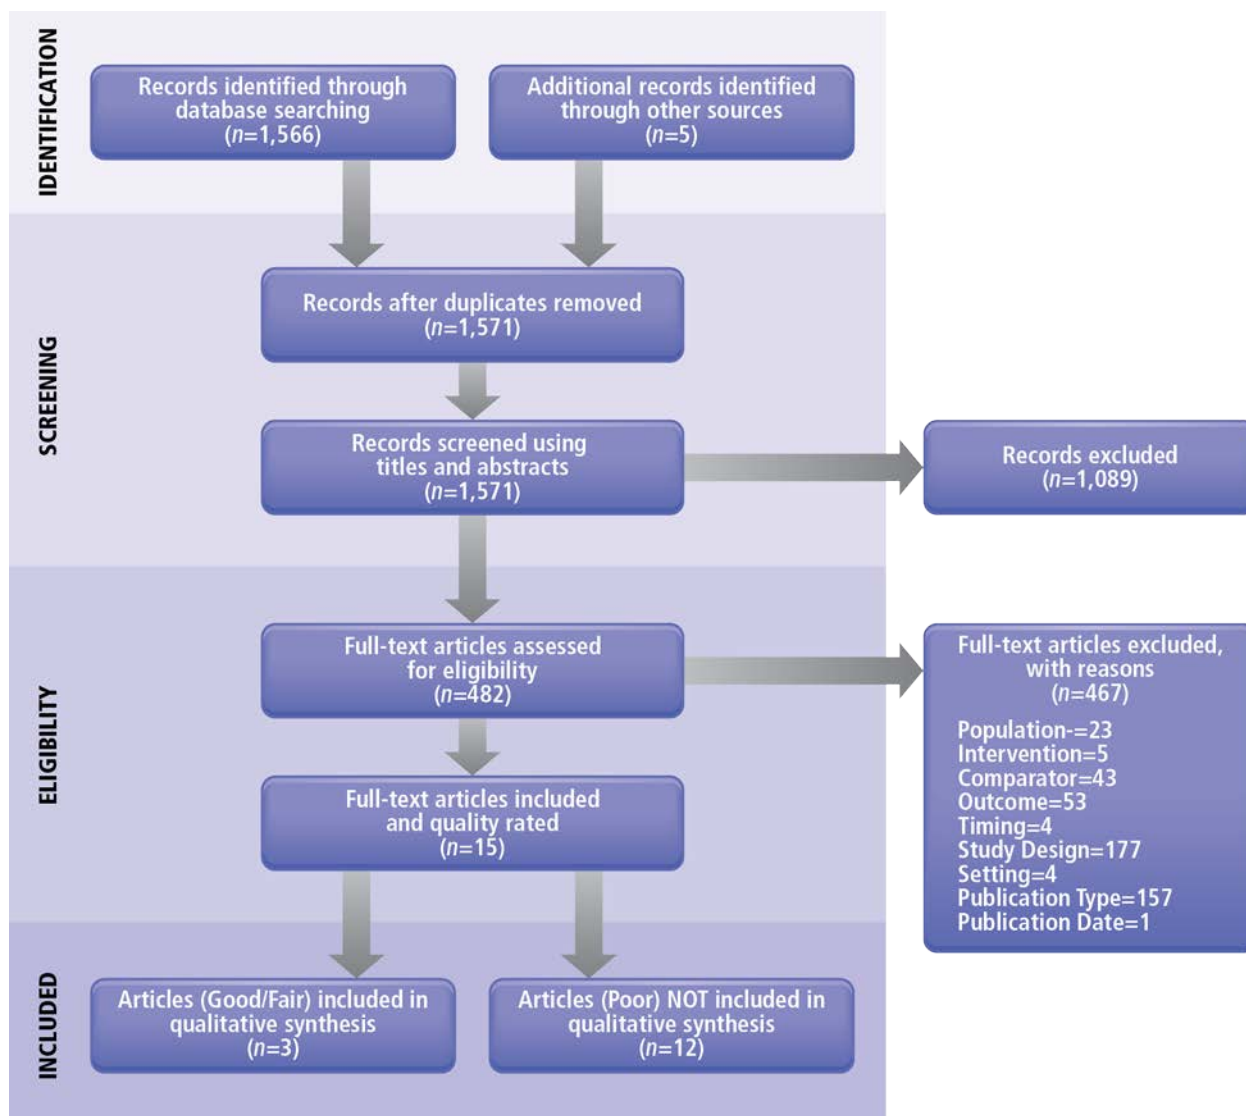 IDENTIFICATION
Records identified through
database searching
(n=1,566)
Additional records identified
through other sources
(n=5)
SCREENING
Records after duplicates removed
(n=1,571)
Records screened using
titles and abstracts
(n=1,571)
Records excluded
(n=1,089)
ELIGIBILITY
Full-text articles assessed
for eligibility
(n=482)
Full-text articles excluded,
with reasons
(n=467)
Population-=23
Intervention=5
Comparator=43
Outcome=53
Timing=4
Study Design=177
Setting=4
Publication Type=157
Publication Date=1
Full-text articles included
and quality rated
(n=15)
INCLUDED
Articles (Good/Fair) included in
qualitative synthesis
(n=3)
Articles (Poor) NOT included in
qualitative synthesis
(n=12)